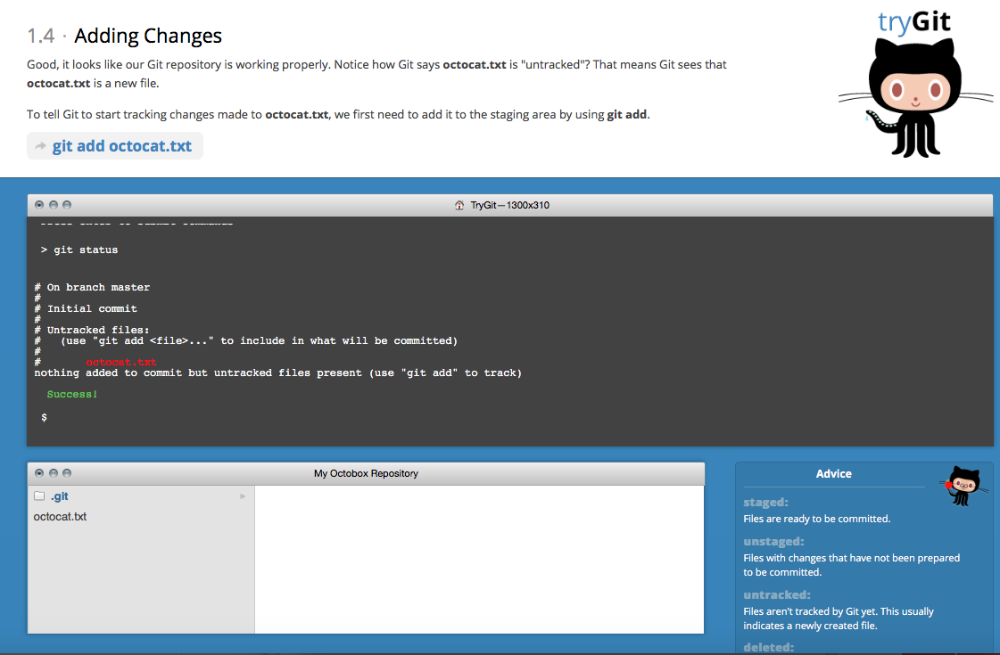 1.4 · Adding Changes
tryGit
Good, it looks like our Git repository is working properly. Notice how Git says octocat.txt is "untracked"? That means Git sees that
octocat.txt is a new file.
To tell Git to start tracking changes made to octocat.txt, we first need to add it to the staging area by using git add.
git add octocat.txt
TryGit—1300x310
> git status
# On branch master
#
# Initial commit
#
# Untracked files:
#   (use "git add <file>..." to include in what will be committed)
#
#       octocat.txt
nothing added to commit but untracked files present (use "git add" to track)
Success!
$
My Octobox Repository
.git
octocat.txt
Advice
staged:
Files are ready to be committed.
unstaged:
Files with changes that have not been prepared
to be committed.
untracked:
Files aren't tracked by Git yet. This usually
indicates a newly created file.
deleted: